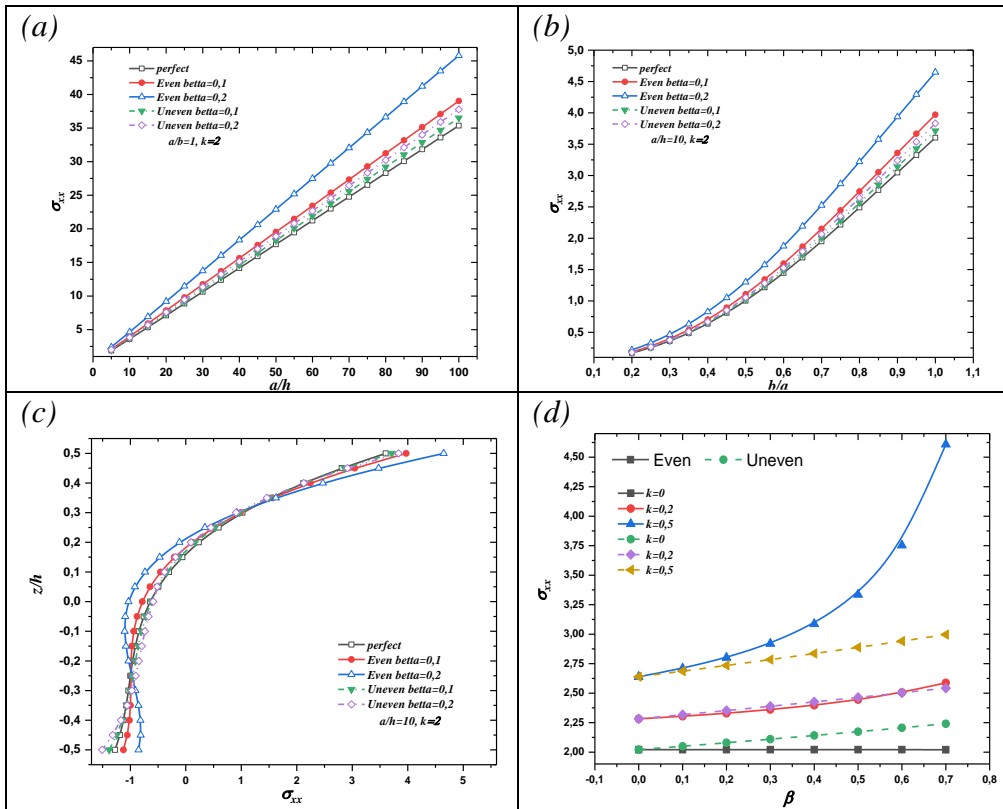 (a)
45
40
35
30
25
20
15
10
5
σxx
perfect
Even betta=0,1
Even betta=0,2
Uneven betta=0,1
Uneven betta=0,2
a/b=1, k=2
0 10 20 30 40 50 60 70 80 90 100
a/h
(b)
5,0
4,5
4,0
3,5
3,0
2,5
2,0
1,5
1,0
0,5
σxx
perfect
Even betta=0,1
Even betta=0,2
Uneven betta=0,1
Uneven betta=0,2
a/h=10, k=2
0,1 0,2 0,3 0,4 0,5 0,6 0,7 0,8 0,9 1,0 1,1
b/a
(c)
0,5
0,4
0,3
0,2
0,1
0,0
-0,1
-0,2
-0,3
-0,4
-0,5
z/h
perfect
Even betta=0,1
Even betta=0,2
Uneven betta=0,1
Uneven betta=0,2
a/h=10, k=2
-1 0 1 2 3 4 5
σxx
(d)
4,50
4,25
4,00
3,75
3,50
3,25
3,00
2,75
2,50
2,25
2,00
σxx
Even Uneven
k=0
k=0,2
k=0,5
k=0
k=0,2
k=0,5
-0,1 0,0 0,1 0,2 0,3 0,4 0,5 0,6 0,7 0,8
β